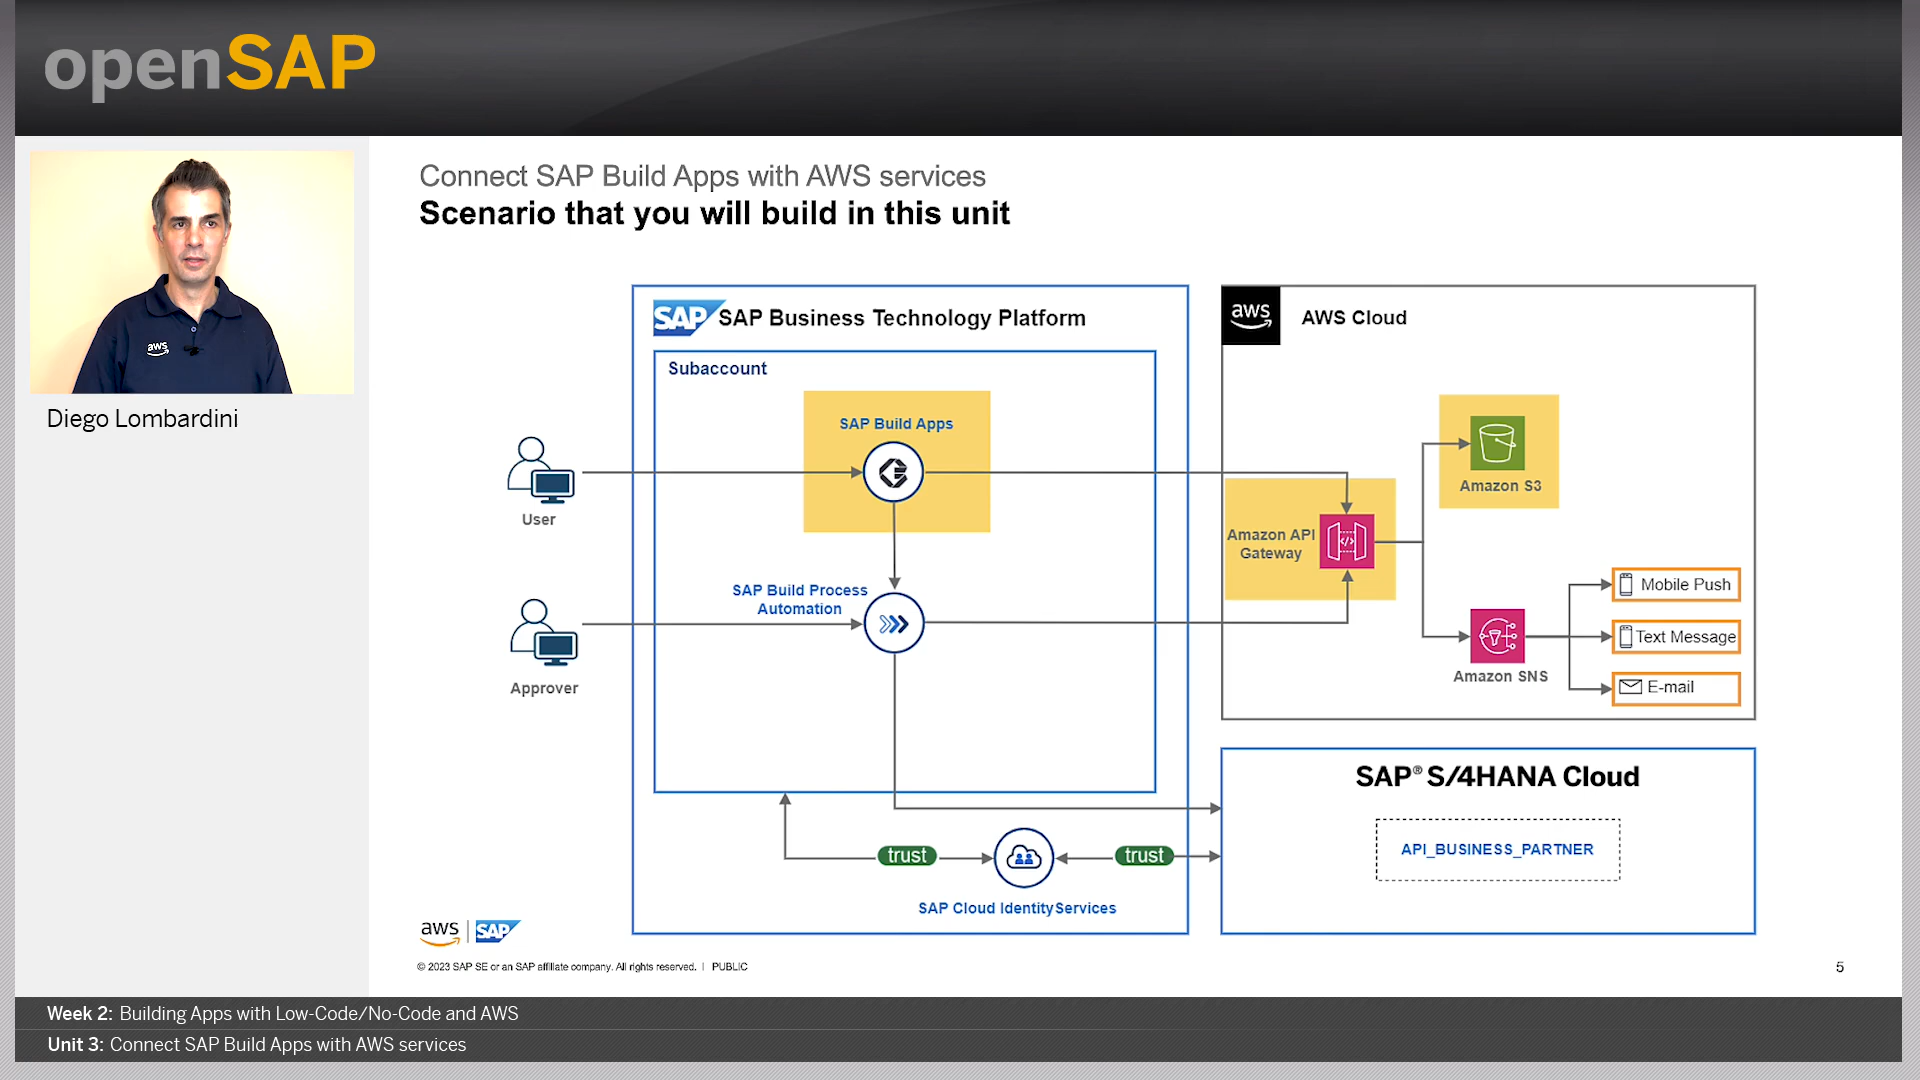 openSAP
Diego Lombardini
Connect SAP Build Apps with AWS services
Scenario that you will build in this unit
SAP SAP Business Technology Platform
Subaccount
SAP Build Apps
User
SAP Build Process
Automation
Approver
trust
trust
SAP Cloud IdentityServices
aws AWS Cloud
Amazon S3
Amazon API
Gateway
Amazon SNS
Mobile Push
Text Message
E-mail
SAP® S/4HANA Cloud
API_BUSINESS_PARTNER
aws
aws | SAP
© 2023 SAP SE or an SAP affiliate company. All rights reserved. | PUBLIC
5
Week 2: Building Apps with Low-Code/No-Code and AWS
Unit 3: Connect SAP Build Apps with AWS services